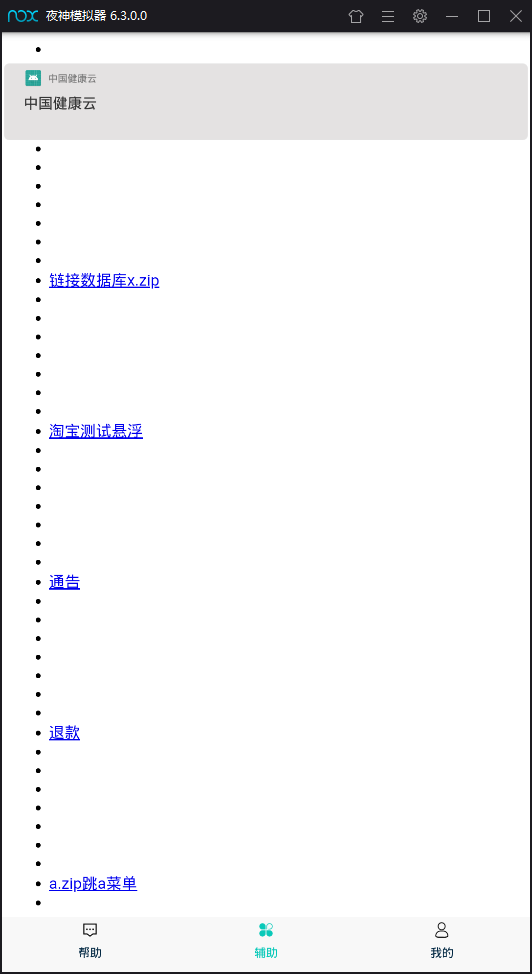 nox 夜神模拟器 6.3.0.0
中国健康云
中国健康云
链接数据库x.zip
淘宝测试悬浮
通告
退款
a.zip跳a菜单
帮助
辅助
我的